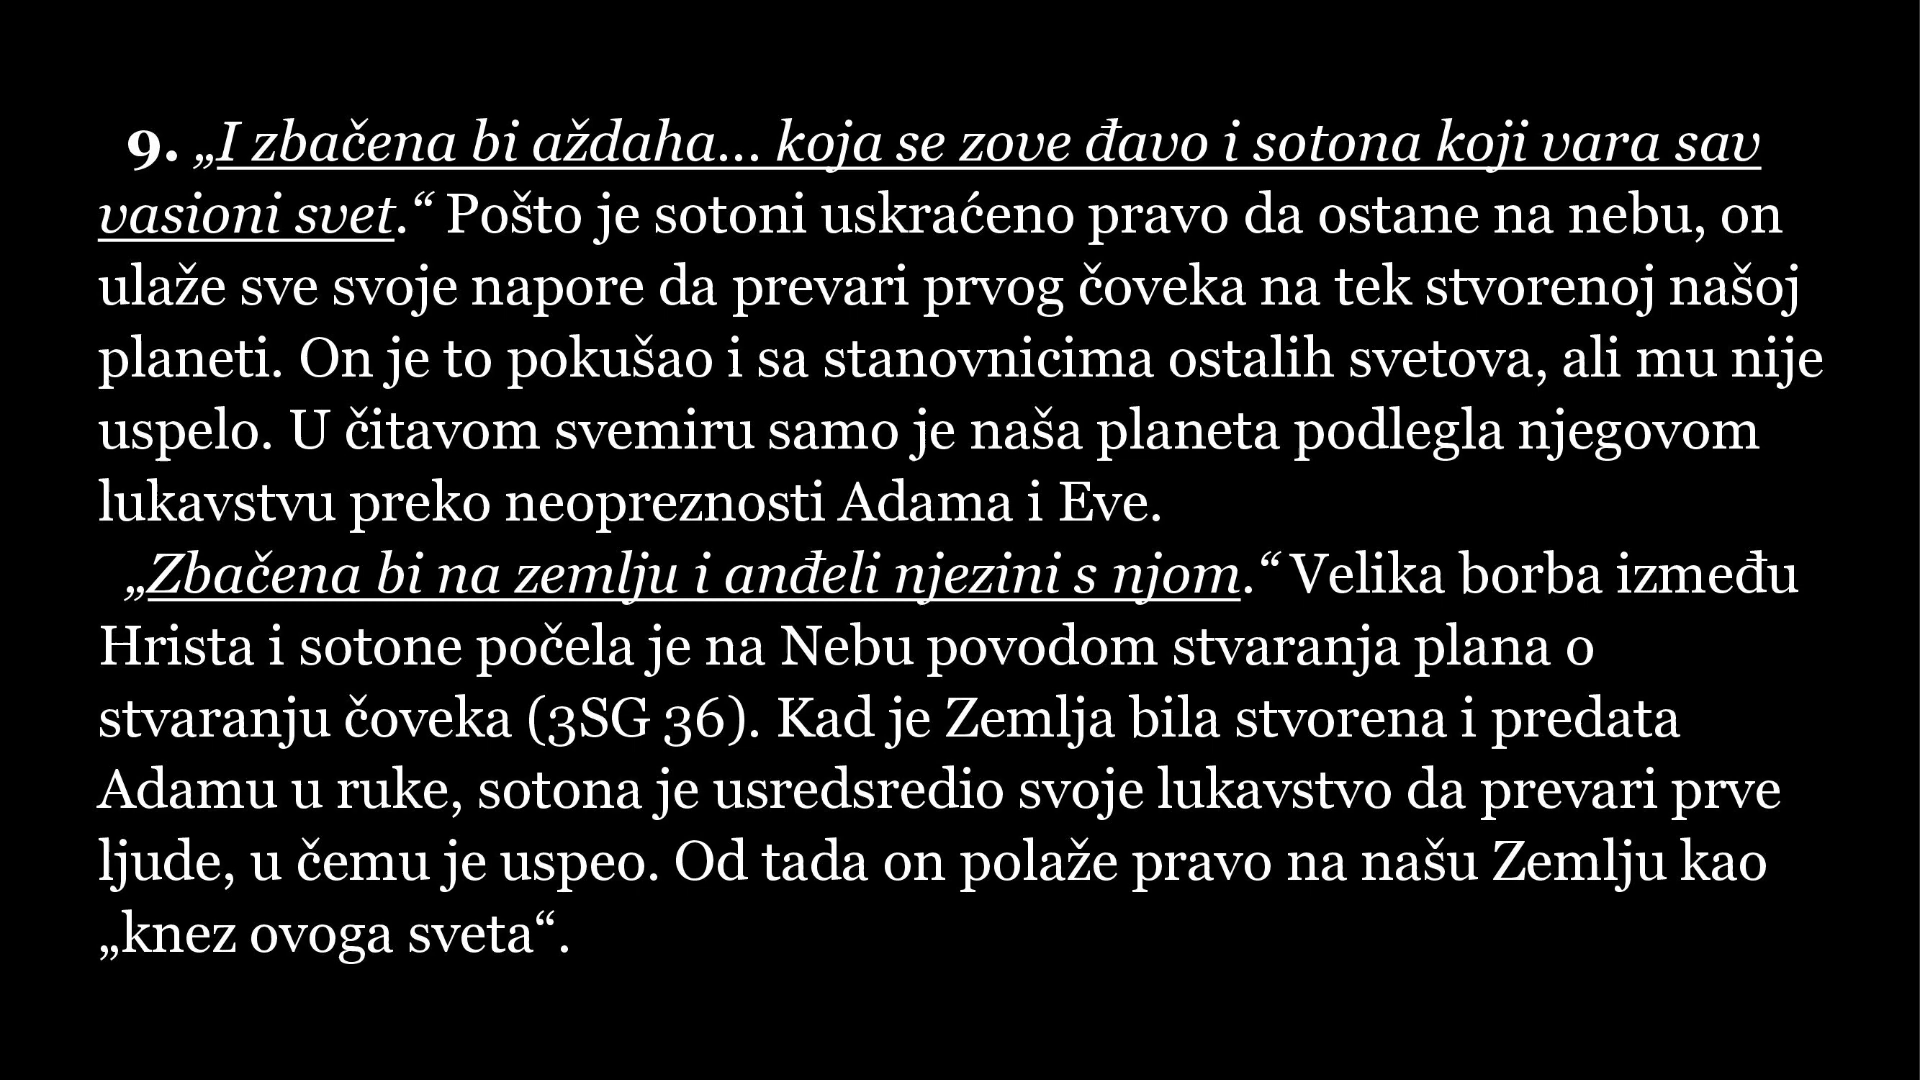 9. „I zbačena bi aždaha... koja se zove đavo i sotona koji vara sav
vasioni svet.“ Pošto je sotoni uskraćeno pravo da ostane na nebu, on
ulaže sve svoje napore da prevari prvog čoveka na tek stvorenoj našoj
planeti. On je to pokušao i sa stanovnicima ostalih svetova, ali mu nije
uspelo. U čitavom svemiru samo je naša planeta podlegla njegovom
lukavstvu preko neopreznosti Adama i Eve.
„Zbačena bi na zemlju i anđeli njezini s njom.“ Velika borba između
Hrista i sotone počela je na Nebu povodom stvaranja plana o
stvaranju čoveka (3SG 36). Kad je Zemlja bila stvorena i predata
Adamu u ruke, sotona je usredsredio svoje lukavstvo da prevari prve
ljude, u čemu je uspeo. Od tada on polaže pravo na našu Zemlju kao
„knez ovoga sveta“.